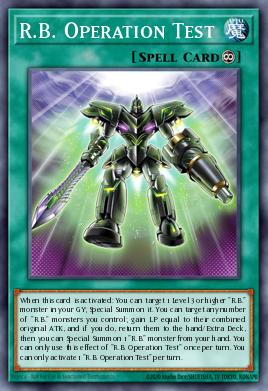 R.B. Operation Test
魔
[Spell Card]
When this card is activated: You can target 1 Level 3 or higher "R.B."
monster in your GY; Special Summon it. You can target any number
of "R.B." monsters you control; gain LP equal to their combined
original ATK, and if you do, return them to the hand/Extra Deck,
then you can Special Summon 1 "R.B." monster from your hand. You
can only use this effect of "R.B. Operation Test" once per turn. You
can only activate 1 "R.B. Operation Test" per turn.